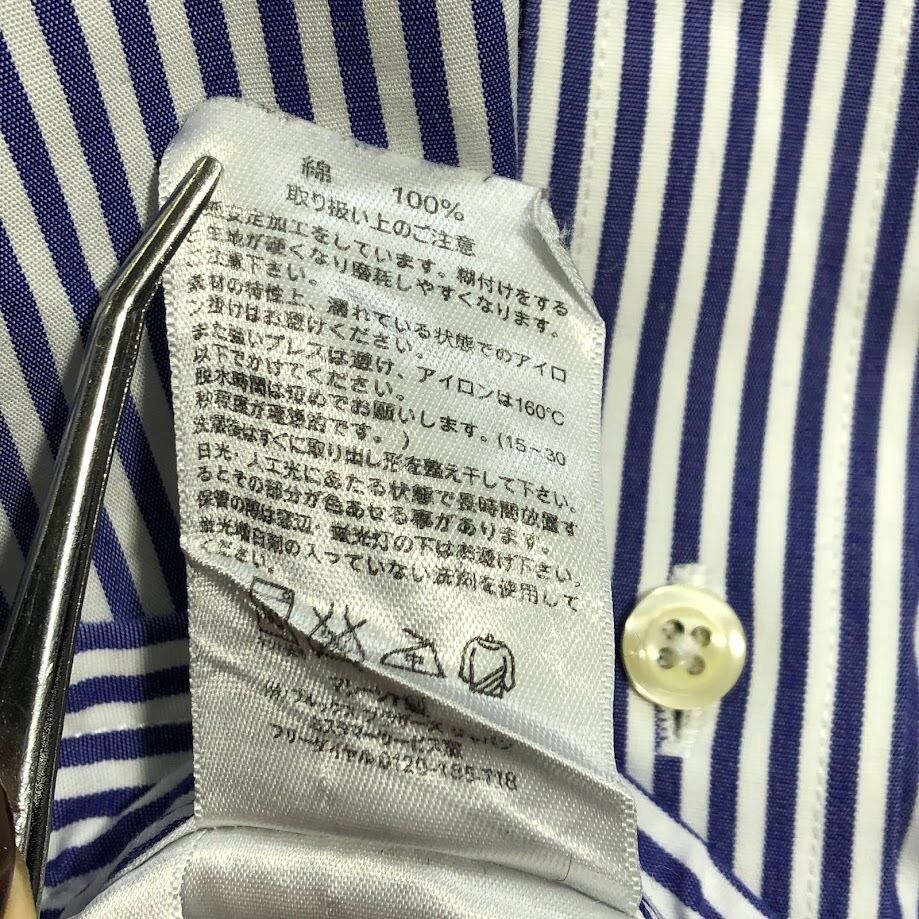 綿 100%
取り扱い上のご注意
形態安定加工をしています。糊付けをする
と生地が硬くなり磨耗しやすくなります。
ご注意下さい。
素材の特性上、濡れている状態でのアイロ
ン掛けはお避けください。
また強いプレスは避け、アイロンは160℃
以下でかけてください。
脱水時間は短めでお願いします。(15～30
秒程度が最適です。)
洗濯後はすぐに取り出し形を整え干して下さい。
日光、人工光にあたる状態で長時間放置す
るとその部分が色あせる事があります。
保管の際は窓辺、蛍光灯の下はお避け下さい。
蛍光増白剤の入っていない洗剤を使用して
ください。
マレーシア製
(株)ブルックス ブラザーズ ジャパン
カスタマーサービス室
フリーダイヤル 0120-185-118